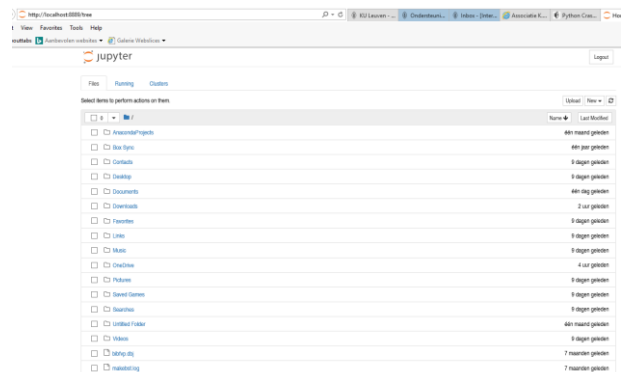 http://localhost:8889/tree
KU Leuven - ...
Ondersteuni...
Inbox - [Inter...
Associatie K...
Python Cras...
View Favorites Tools Help
Aanbevolen websites
Galerie Webslices
jupyter
Logout
Files Running Clusters
Select items to perform actions on them.
Upload New
/ Name Last Modified
AnacondaProjects één maand geleden
Box Sync één jaar geleden
Contacts 9 dagen geleden
Desktop 9 dagen geleden
Documents één dag geleden
Downloads 2 uur geleden
Favorites 9 dagen geleden
Links 9 dagen geleden
Music 9 dagen geleden
OneDrive 4 uur geleden
Pictures 9 dagen geleden
Saved Games 9 dagen geleden
Searches 9 dagen geleden
Untitled Folder één maand geleden
Videos 9 dagen geleden
7 maanden geleden
7 maanden geleden